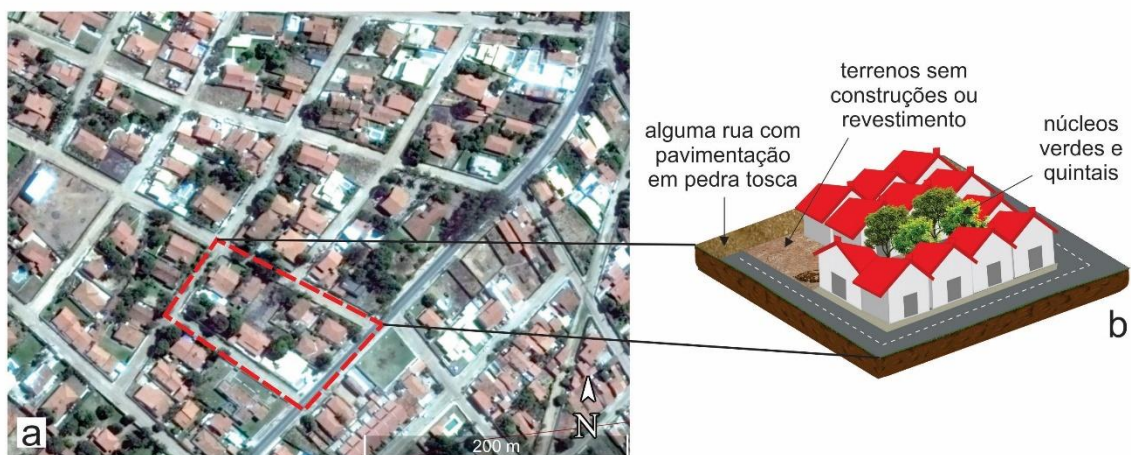 a
N
200 m
alguma rua com
pavimentação
em pedra tosca
terrenos sem
construções ou
revestimento
núcleos
verdes e
quintais
b